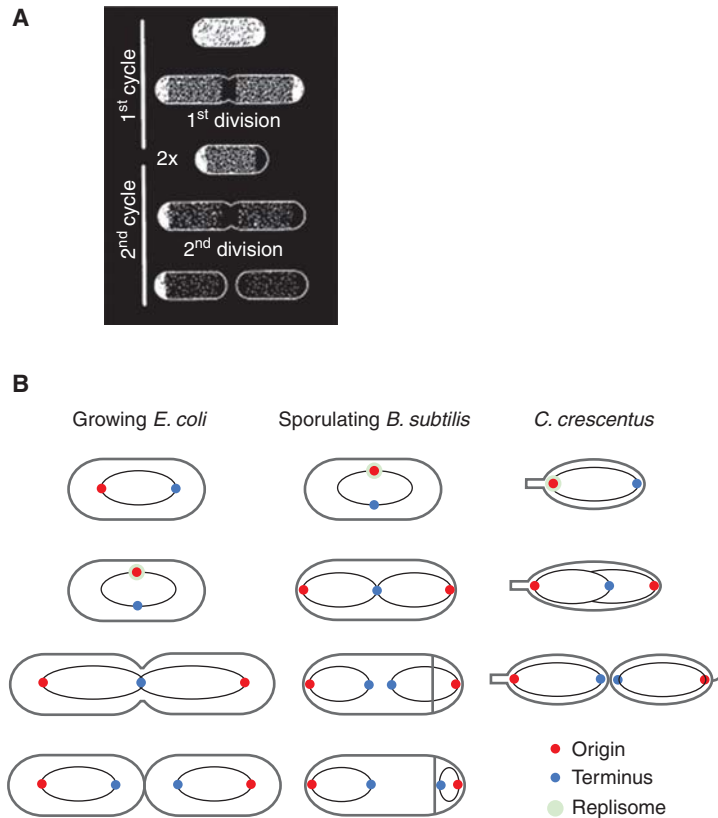 A
1st cycle
1st division
2x
2nd cycle
2nd division
B
Growing E. coli
Sporulating B. subtilis
C. crescentus
Origin
Terminus
Replisome